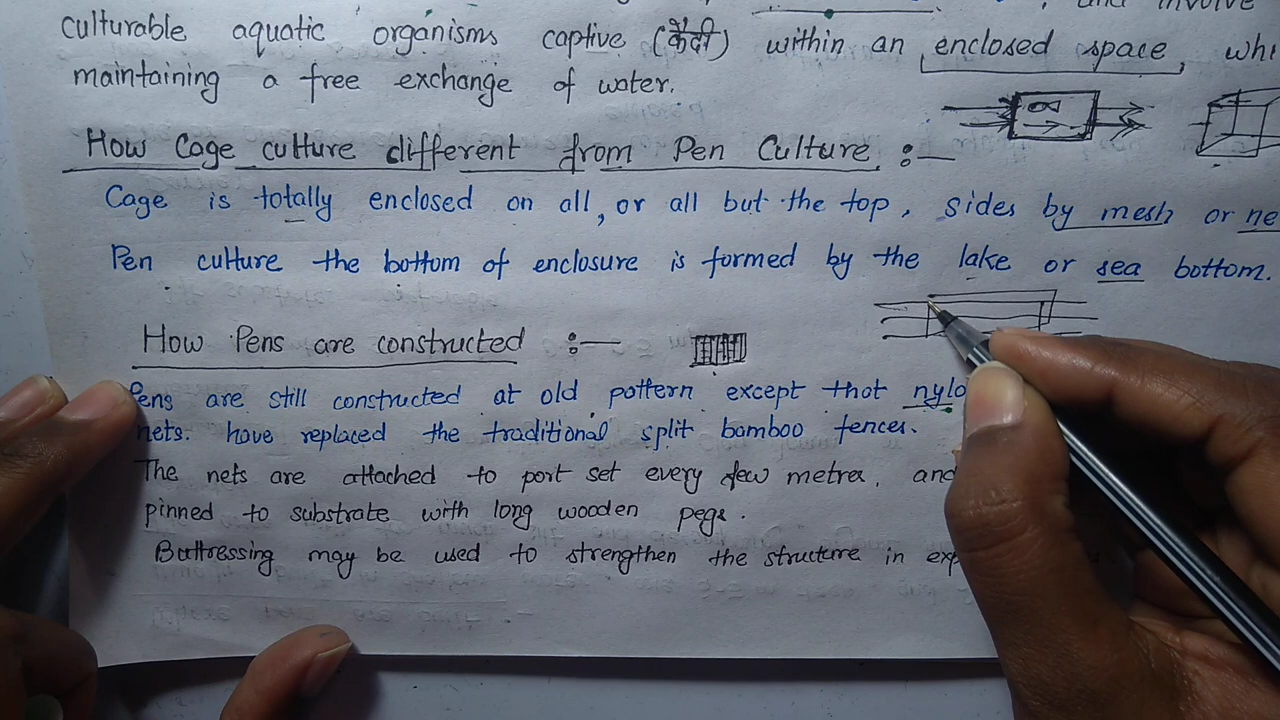 and involve
culturable aquatic organisms captive (कैदी) within an enclosed space, whi
maintaining a free exchange of water.
How Cage culture different from Pen Culture :—
Cage is totally enclosed on all, or all but the top, sides by mesh or ne
Pen culture the bottom of enclosure is formed by the lake or sea bottom.
How Pens are constructed :—
Pens are still constructed at old pattern except that nylo
nets. have replaced the traditional split bamboo fences.
The nets are attached to port set every few metra, and
pinned to substrate with long wooden pegs.
Buttressing may be used to strengthen the structure in exp